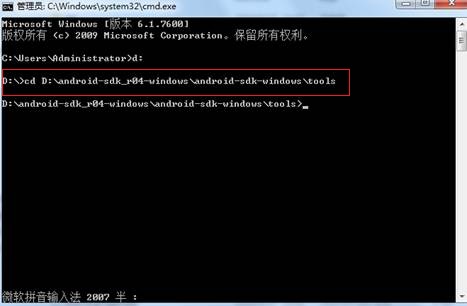 管理员: C:\Windows\system32\cmd.exe
Microsoft Windows [版本 6.1.7600]
版权所有 (c) 2009 Microsoft Corporation。保留所有权利。
C:\Users\Administrator>d:
D:\>cd D:\android-sdk_r04-windows\android-sdk-windows\tools
D:\android-sdk_r04-windows\android-sdk-windows\tools>_
微软拼音输入法 2007 半 :